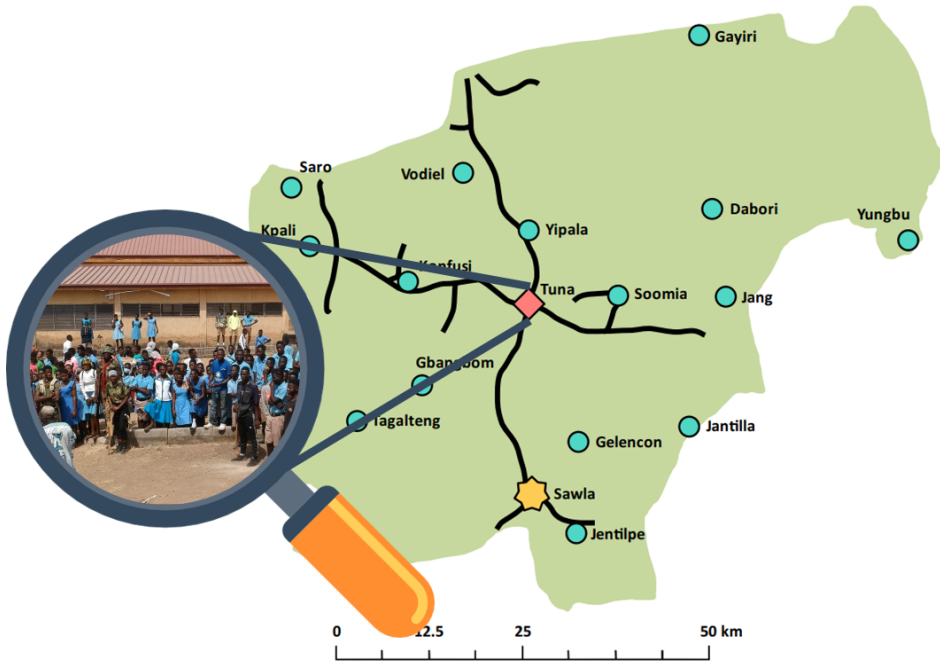 Gayiri
Saro
Vodiel
Dabori
Yungbu
Kpali
Yipala
Konfusi
Tuna
Soomia
Jang
Gbangbom
Tagalteng
Jantilla
Gelencon
Sawla
Jentilpe
0 12.5 25 50 km